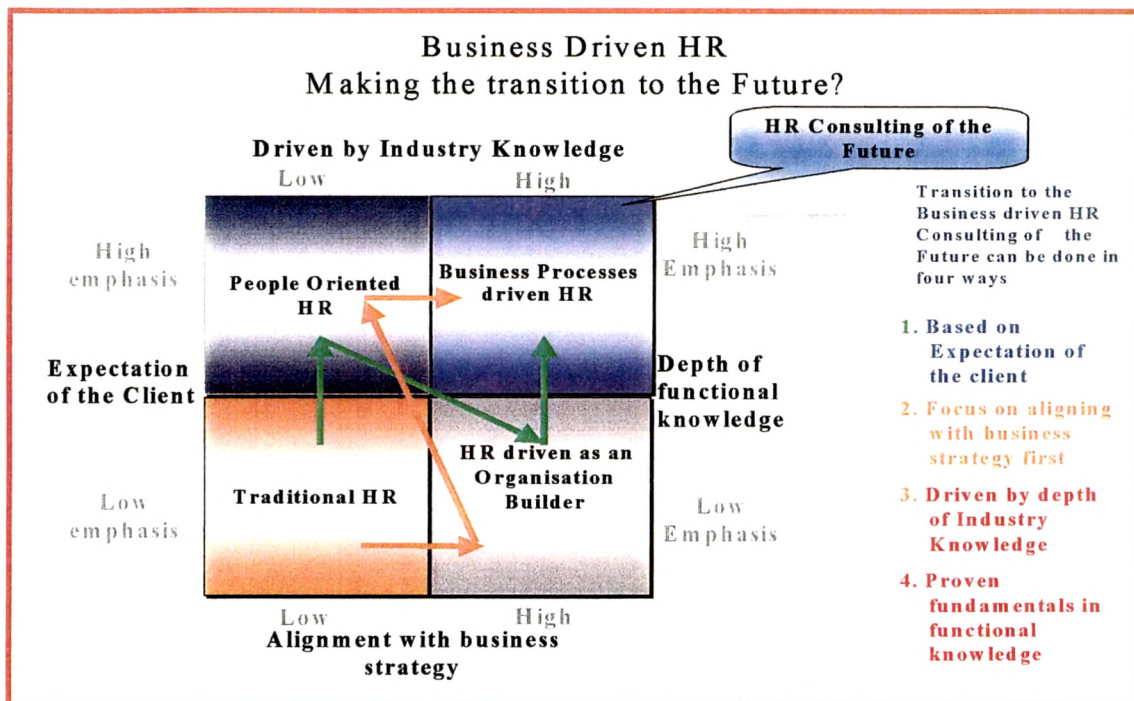 Business Driven HR
Making the transition to the Future?
HR Consulting of the
Future
Driven by Industry Knowledge
Low
High
Transition to the
Business driven HR
Consulting of the
Future can be done in
four ways
High
emphasis
High
Emphasis
People Oriented
HR
Business Processes
driven HR
Expectation
of the Client
Depth of
functional
knowledge
1. Based on
Expectation of
the client
2. Focus on aligning
with business
strategy first
3. Driven by depth
of Industry
Knowledge
4. Proven
fundamentals in
functional
knowledge
Traditional HR
HR driven as an
Organisation
Builder
Low
emphasis
Low
Emphasis
Low
High
Alignment with business
strategy